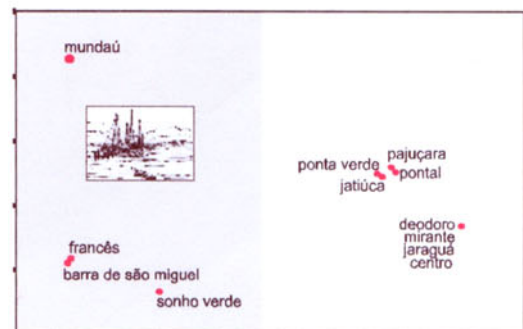 mundaú
pajuçara
ponta verde
pontal
jatiúca
deodoro
mirante
jaraguá
centro
francês
barra de são miguel
sonho verde